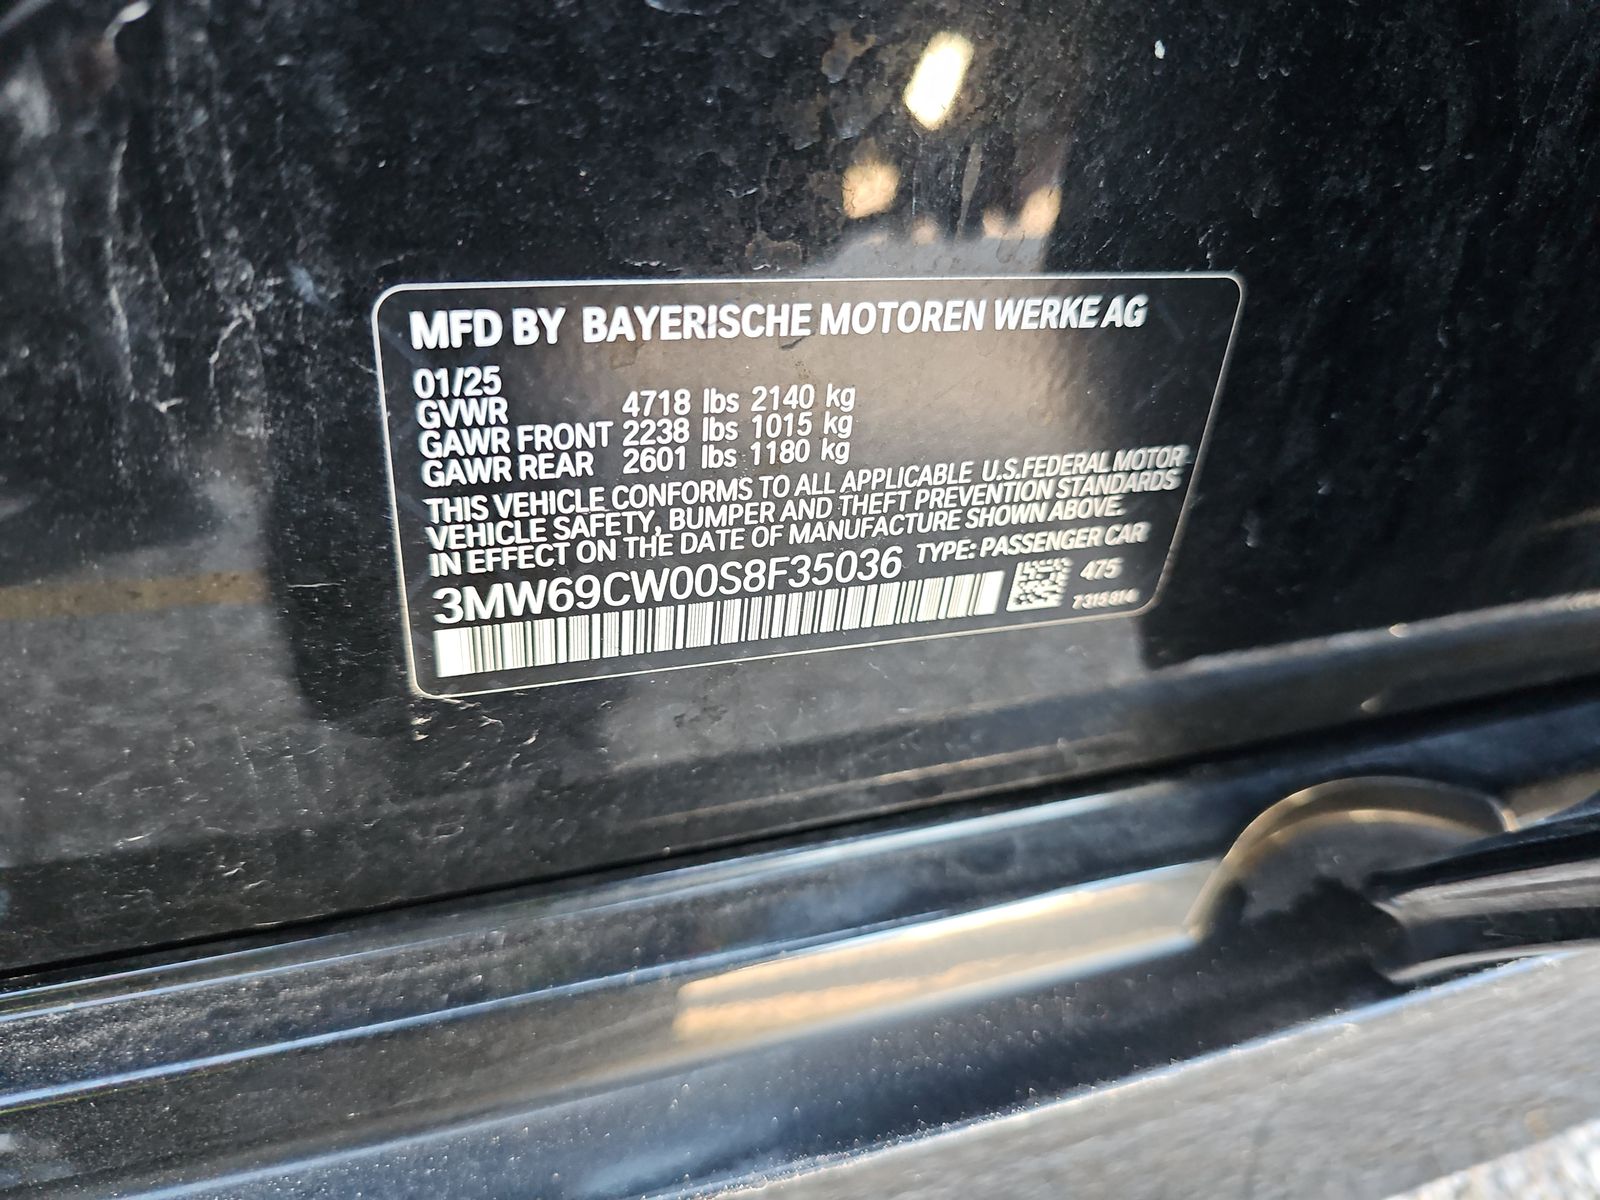 MFD BY BAYERISCHE MOTOREN WERKE AG
01/25
GVWR 4718 lbs 2140 kg
GAWR FRONT 2238 lbs 1015 kg
GAWR REAR 2601 lbs 1180 kg
THIS VEHICLE CONFORMS TO ALL APPLICABLE U.S. FEDERAL MOTOR
VEHICLE SAFETY, BUMPER AND THEFT PREVENTION STANDARDS
IN EFFECT ON THE DATE OF MANUFACTURE SHOWN ABOVE.
3MW69CW00S8F35036 TYPE: PASSENGER CAR
475
7315814